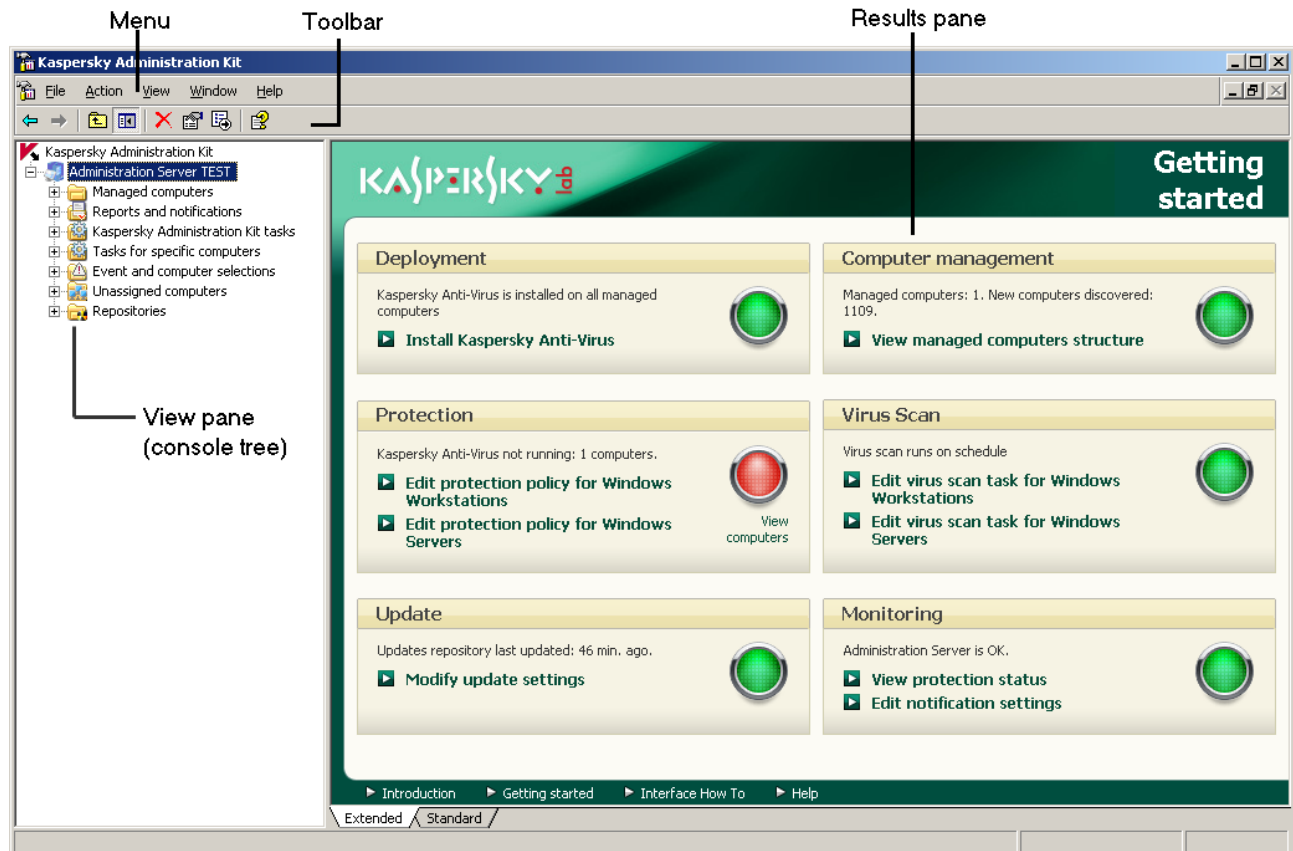 Menu
Toolbar
Results pane
Kaspersky Administration Kit
File Action View Window Help
Kaspersky Administration Kit
Administration Server TEST
Managed computers
Reports and notifications
Kaspersky Administration Kit tasks
Tasks for specific computers
Event and computer selections
Unassigned computers
Repositories
View pane
(console tree)
KASPERSKY lab
Getting
started
Deployment
Kaspersky Anti-Virus is installed on all managed
computers
Install Kaspersky Anti-Virus
Computer management
Managed computers: 1. New computers discovered:
1109.
View managed computers structure
Protection
Kaspersky Anti-Virus not running: 1 computers.
Edit protection policy for Windows
Workstations
Edit protection policy for Windows
Servers
View
computers
Virus Scan
Virus scan runs on schedule
Edit virus scan task for Windows
Workstations
Edit virus scan task for Windows
Servers
Update
Updates repository last updated: 46 min. ago.
Modify update settings
Monitoring
Administration Server is OK.
View protection status
Edit notification settings
Introduction Getting started Interface How To Help
Extended Standard